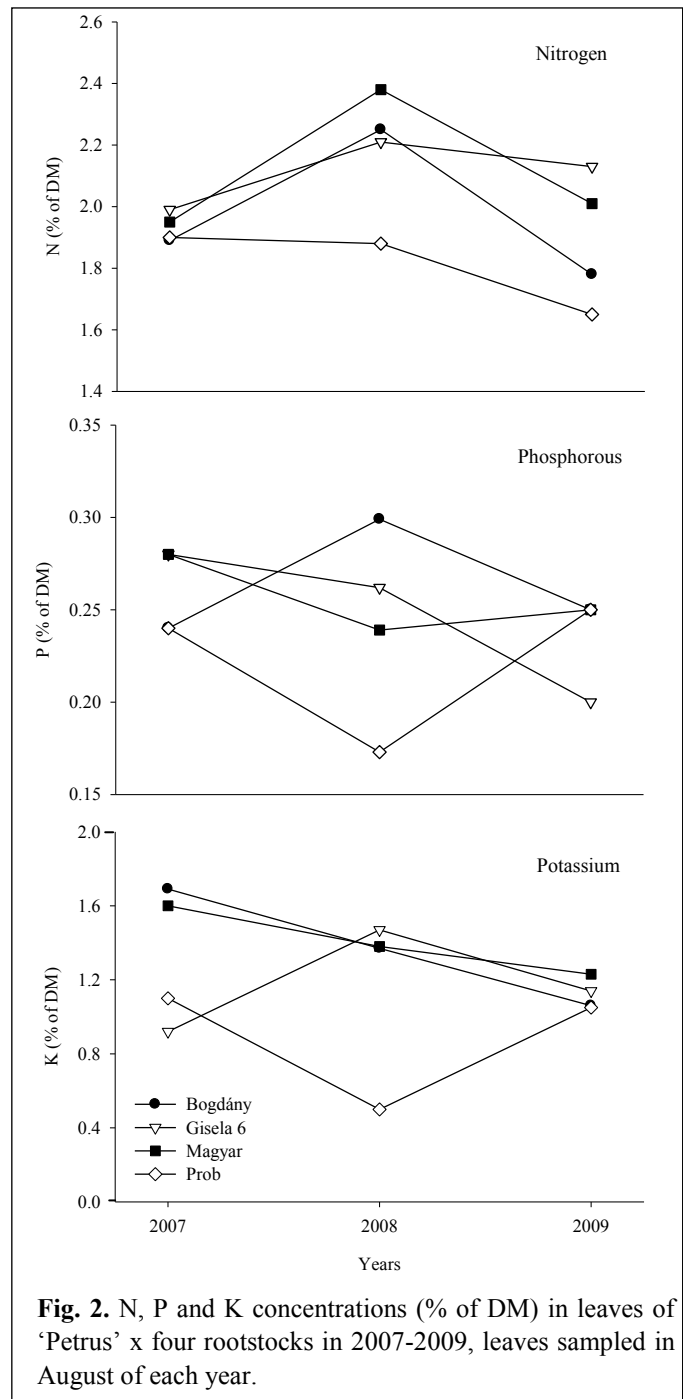 2.6
2.4
2.2
2.0
1.8
1.6
1.4
N (% of DM)
Nitrogen
0.35
0.30
0.25
0.20
0.15
P (% of DM)
Phosphorous
2.0
1.6
1.2
0.8
0.4
0.0
K (% of DM)
Potassium
Bogdány
Gisela 6
Magyar
Prob
2007 2008 2009
Years
Fig. 2. N, P and K concentrations (% of DM) in leaves of
‘Petrus’ x four rootstocks in 2007-2009, leaves sampled in
August of each year.